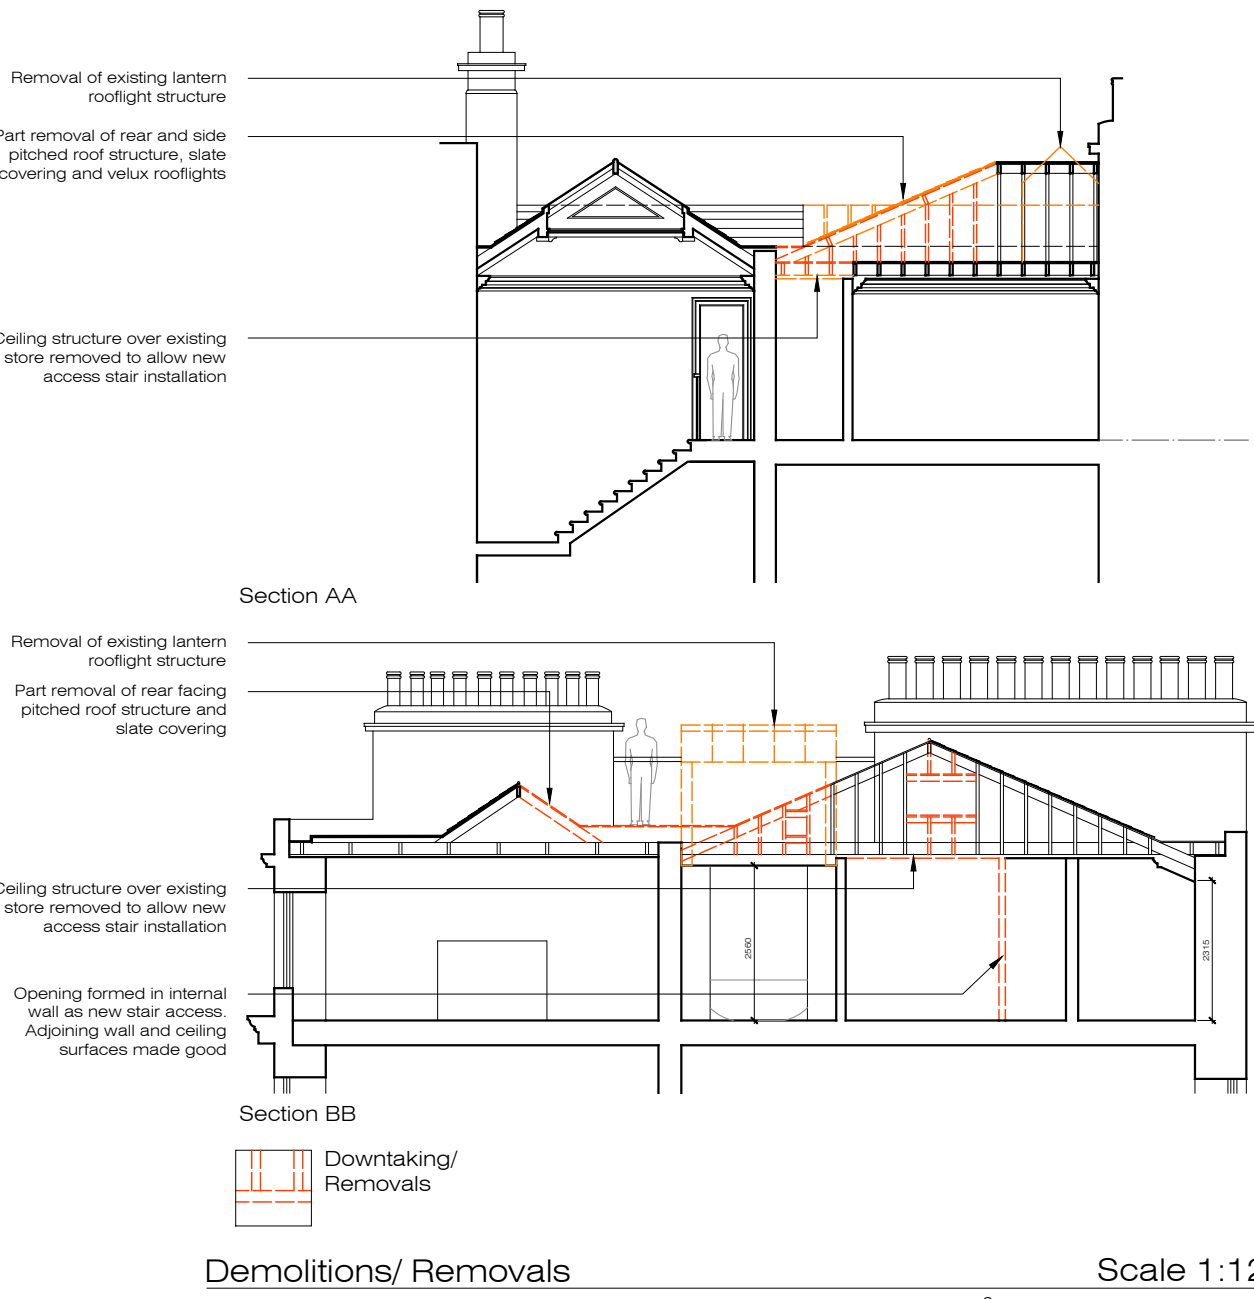 Removal of existing lantern
rooflight structure
Part removal of rear and side
pitched roof structure, slate
covering and velux rooflights
Ceiling structure over existing
store removed to allow new
access stair installation
Section AA
Removal of existing lantern
rooflight structure
Part removal of rear facing
pitched roof structure and
slate covering
Ceiling structure over existing
store removed to allow new
access stair installation
2560
2315
Opening formed in internal
wall as new stair access.
Adjoining wall and ceiling
surfaces made good
Section BB
Downtaking/
Removals
Demolitions/ Removals
Scale 1:12